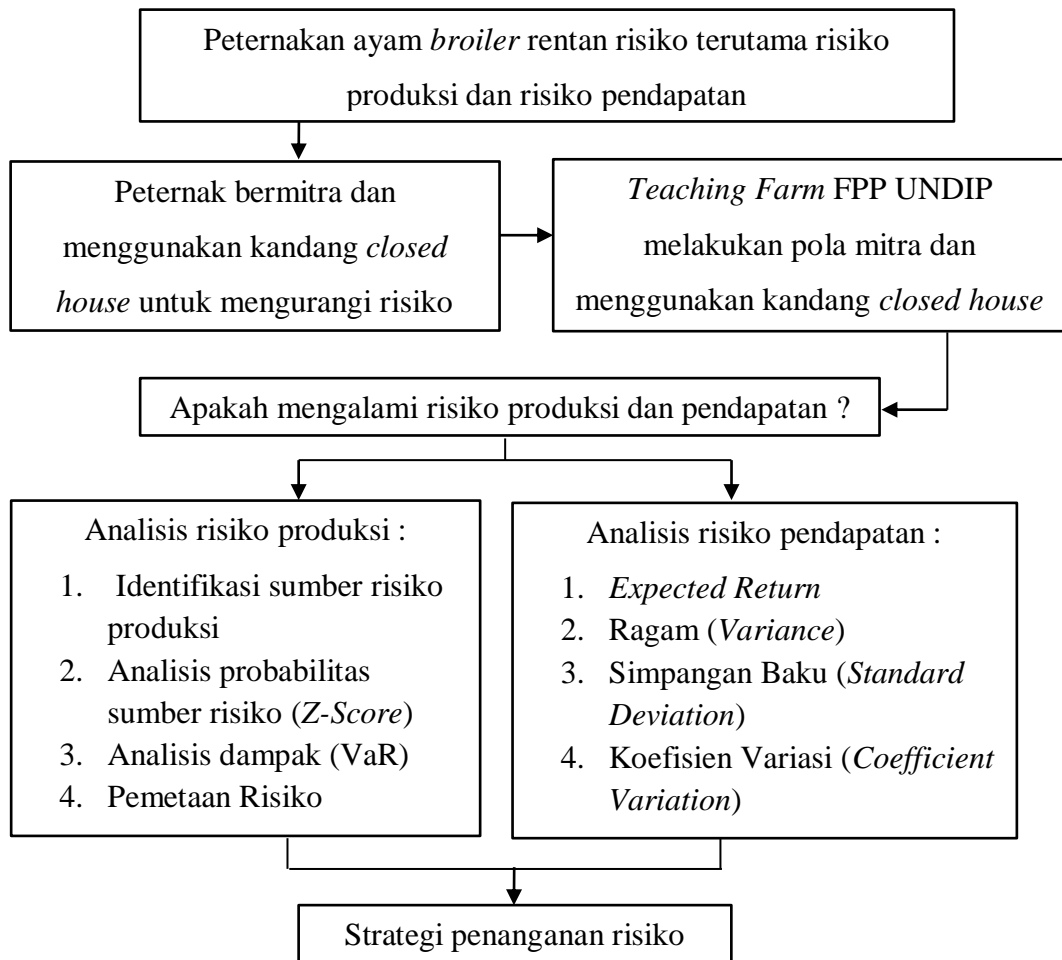 Peternakan ayam broiler rentan risiko terutama risiko
produksi dan risiko pendapatan
Peternak bermitra dan
menggunakan kandang closed
house untuk mengurangi risiko
Teaching Farm FPP UNDIP
melakukan pola mitra dan
menggunakan kandang closed house
Apakah mengalami risiko produksi dan pendapatan ?
Analisis risiko produksi :
1. Identifikasi sumber risiko
produksi
2. Analisis probabilitas
sumber risiko (Z-Score)
3. Analisis dampak (VaR)
4. Pemetaan Risiko
Analisis risiko pendapatan :
1. Expected Return
2. Ragam (Variance)
3. Simpangan Baku (Standard
Deviation)
4. Koefisien Variasi (Coefficient
Variation)
Strategi penanganan risiko